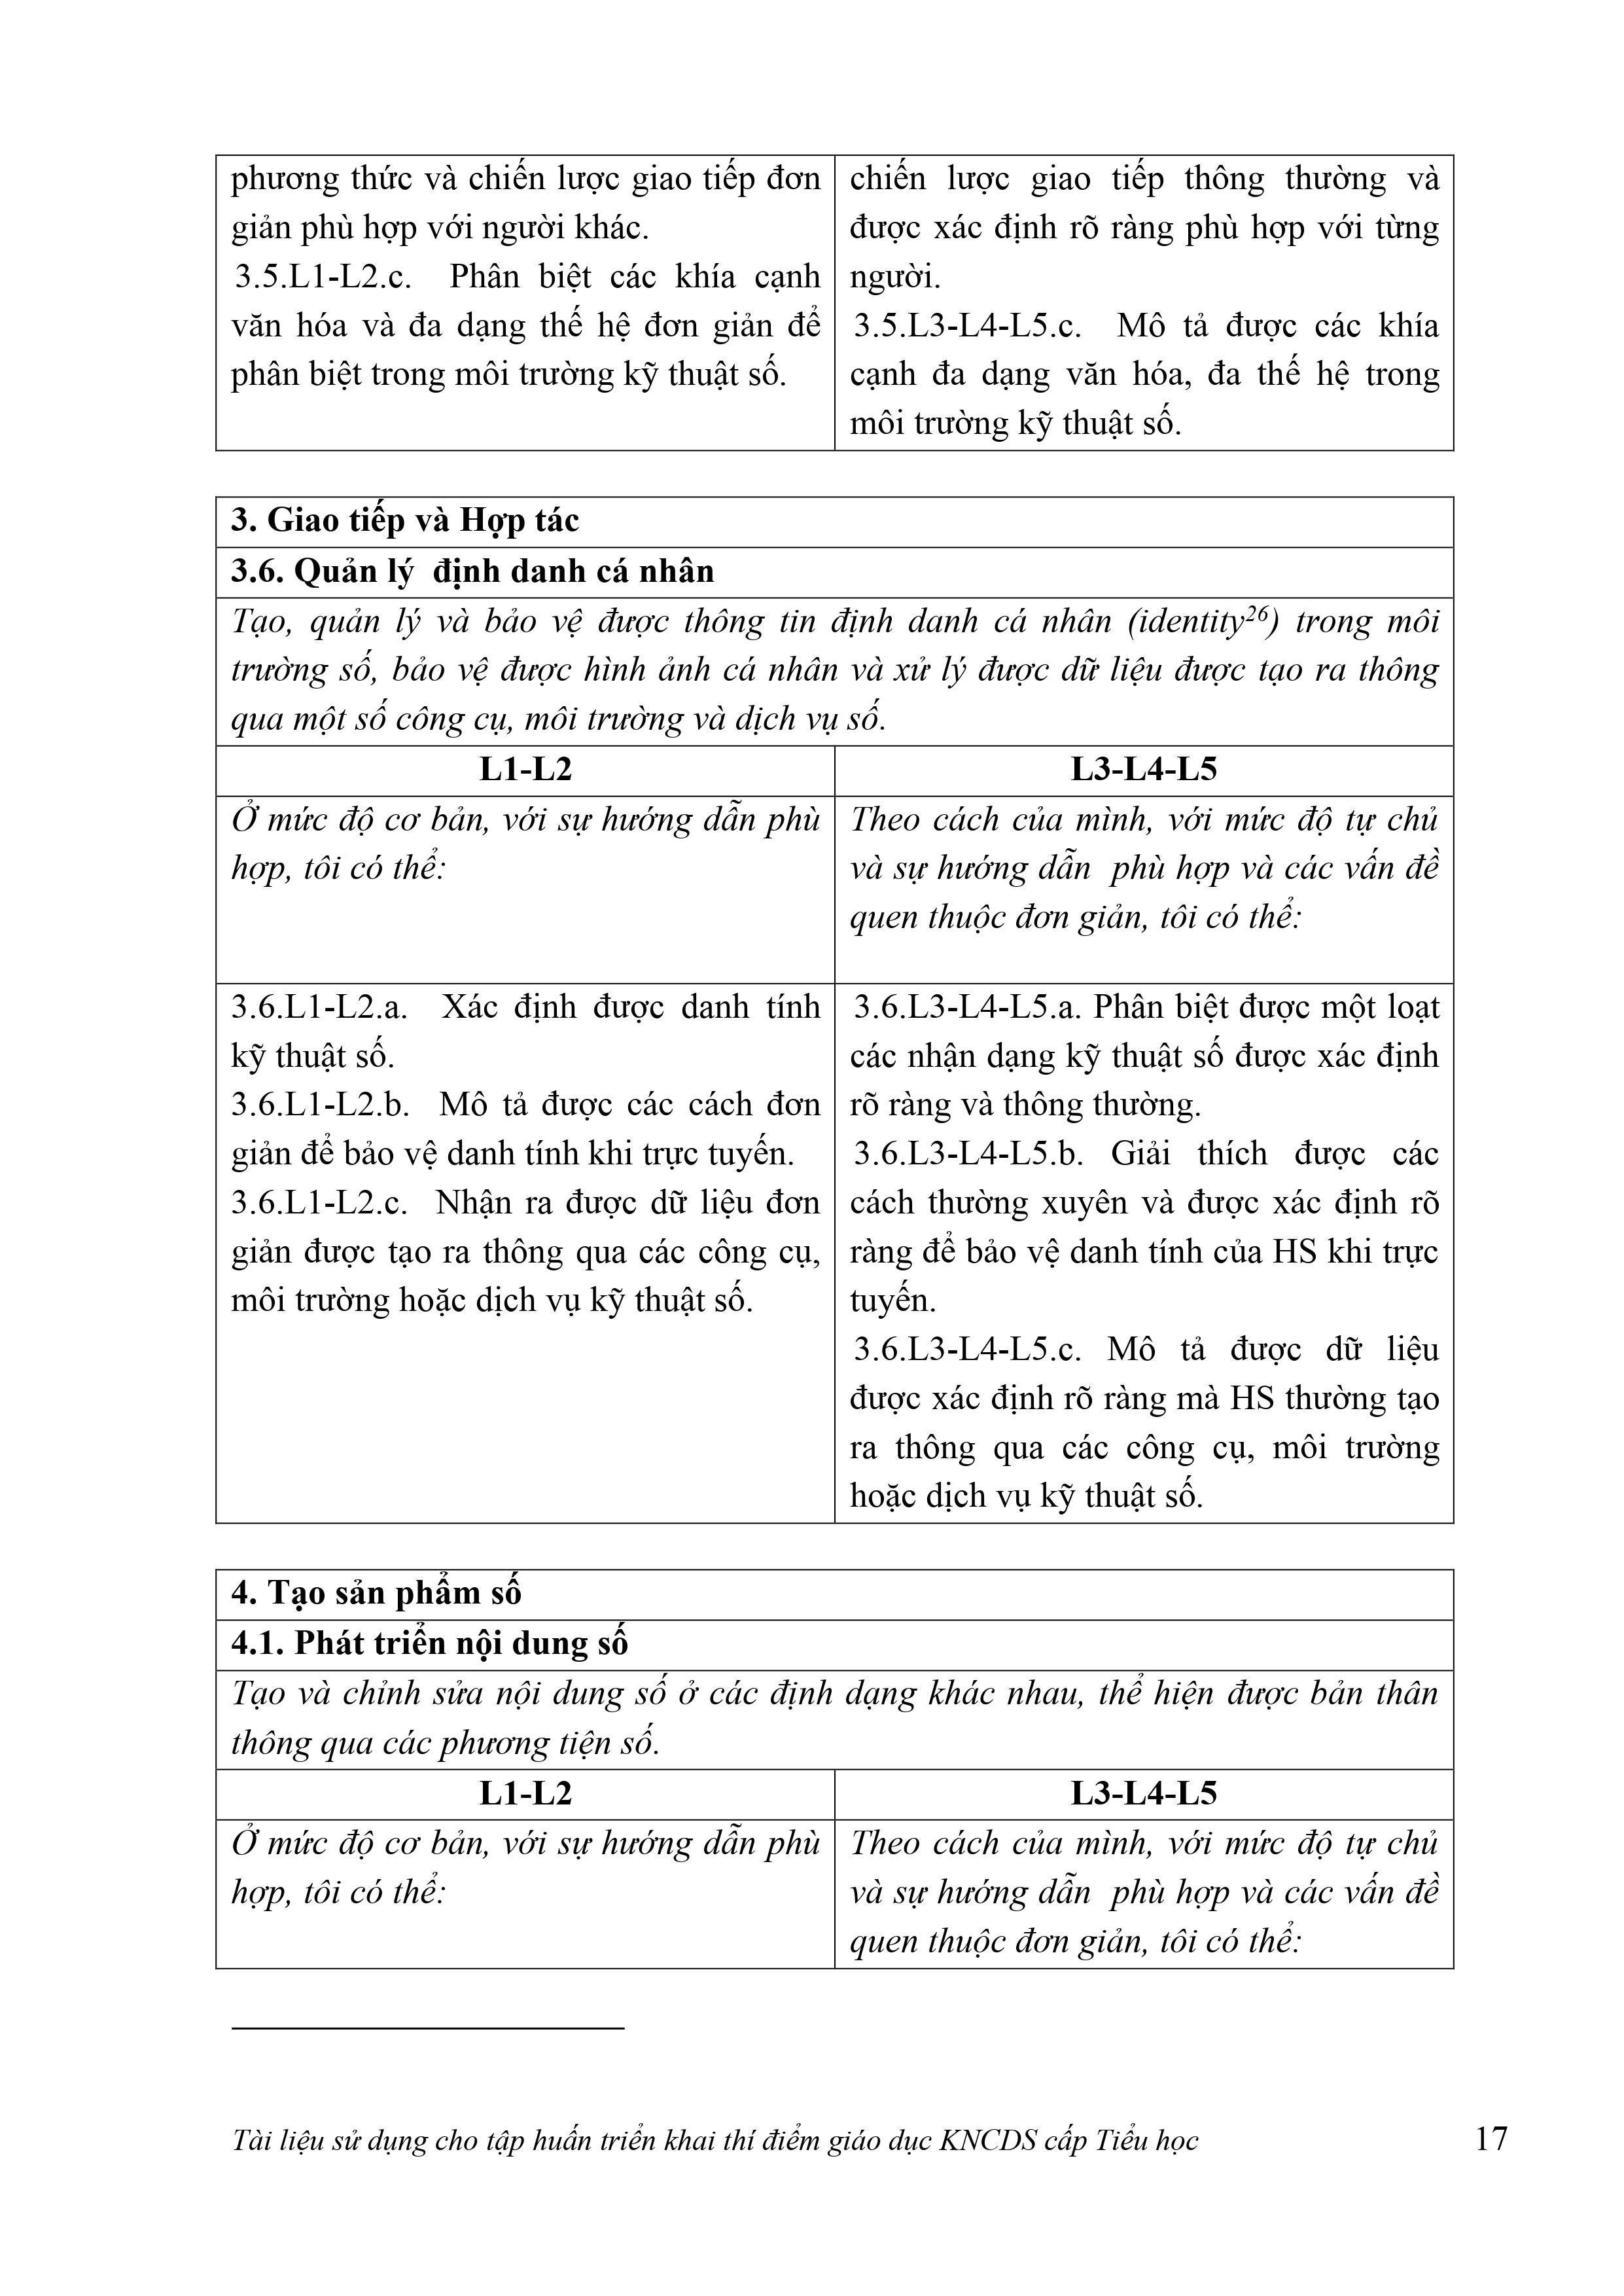 phương thức và chiến lược giao tiếp đơn
giản phù hợp với người khác.
3.5.L1-L2.c. Phân biệt các khía cạnh
văn hóa và đa dạng thế hệ đơn giản để
phân biệt trong môi trường kỹ thuật số.
chiến lược giao tiếp thông thường và
được xác định rõ ràng phù hợp với từng
người.
3.5.L3-L4-L5.c. Mô tả được các khía
cạnh đa dạng văn hóa, đa thế hệ trong
môi trường kỹ thuật số.
3. Giao tiếp và Hợp tác
3.6. Quản lý định danh cá nhân
Tạo, quản lý và bảo vệ được thông tin định danh cá nhân (identity26) trong môi
trường số, bảo vệ được hình ảnh cá nhân và xử lý được dữ liệu được tạo ra thông
qua một số công cụ, môi trường và dịch vụ số.
L1-L2
L3-L4-L5
Ở mức độ cơ bản, với sự hướng dẫn phù
hợp, tôi có thể:
Theo cách của mình, với mức độ tự chủ
và sự hướng dẫn phù hợp và các vấn đề
quen thuộc đơn giản, tôi có thể:
3.6.L1-L2.a. Xác định được danh tính
kỹ thuật số.
3.6.L1-L2.b. Mô tả được các cách đơn
giản để bảo vệ danh tính khi trực tuyến.
3.6.L1-L2.c. Nhận ra được dữ liệu đơn
giản được tạo ra thông qua các công cụ,
môi trường hoặc dịch vụ kỹ thuật số.
3.6.L3-L4-L5.a. Phân biệt được một loạt
các nhận dạng kỹ thuật số được xác định
rõ ràng và thông thường.
3.6.L3-L4-L5.b. Giải thích được các
cách thường xuyên và được xác định rõ
ràng để bảo vệ danh tính của HS khi trực
tuyến.
3.6.L3-L4-L5.c. Mô tả được dữ liệu
được xác định rõ ràng mà HS thường tạo
ra thông qua các công cụ, môi trường
hoặc dịch vụ kỹ thuật số.
4. Tạo sản phẩm số
4.1. Phát triển nội dung số
Tạo và chỉnh sửa nội dung số ở các định dạng khác nhau, thể hiện được bản thân
thông qua các phương tiện số.
L1-L2
L3-L4-L5
Ở mức độ cơ bản, với sự hướng dẫn phù
hợp, tôi có thể:
Theo cách của mình, với mức độ tự chủ
và sự hướng dẫn phù hợp và các vấn đề
quen thuộc đơn giản, tôi có thể:
Tài liệu sử dụng cho tập huấn triển khai thí điểm giáo dục KNCDS cấp Tiểu học
17